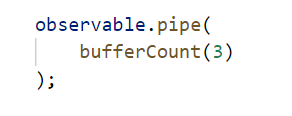 observable.pipe(
    bufferCount(3)
);